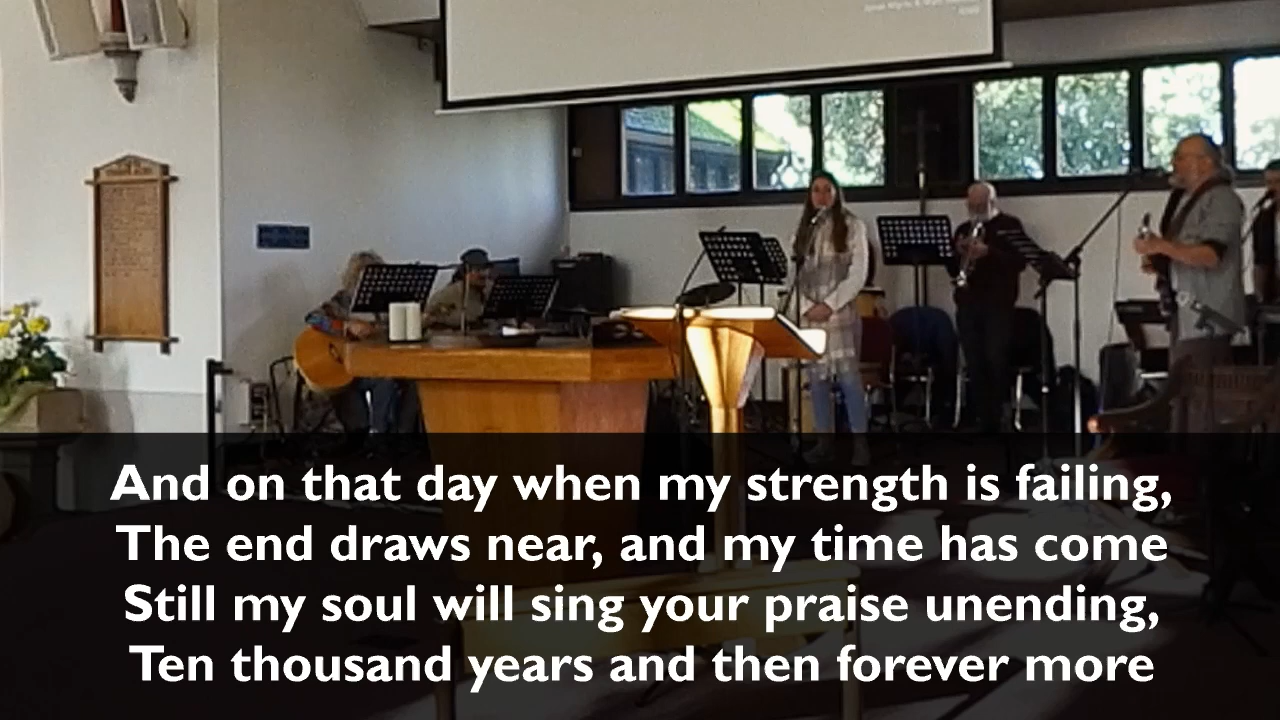 And on that day when my strength is failing,
The end draws near, and my time has come
Still my soul will sing your praise unending,
Ten thousand years and then forever more